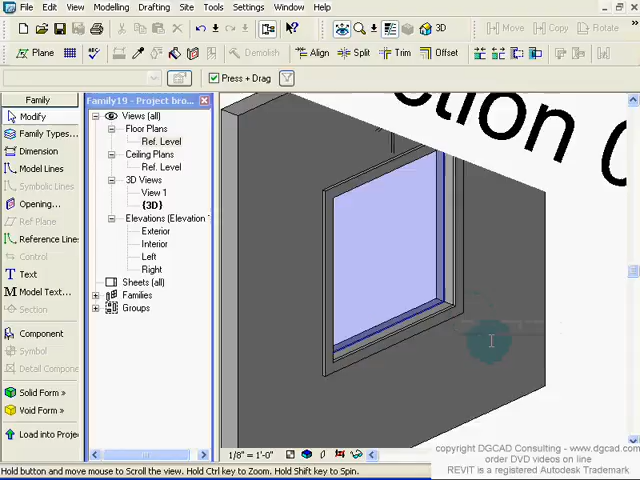 File Edit View Modelling Drafting Site Tools Settings Window Help
3D Move Copy Rotate
Plane Demolish Align Split Trim Offset
Press + Drag
Family Family19 - Project bro...
Modify Views (all)
Family Types... Floor Plans
Ref. Level
Dimension Ceiling Plans
Model Lines Ref. Level
Symbolic Lines 3D Views
View 1
Opening... {3D}
Ref Plane Elevations (Elevation
Reference Line Exterior
Control Interior
Left
Text Right
Model Text... Sheets (all)
Section Families
Groups
Component
Symbol
Detail Component
Solid Form
Void Form
Load into Proje
1/8" = 1'-0"
Hold button and move mouse to Scroll the view. Hold Ctrl key to Zoom. Hold Shift key to Spin.
copyright DGCAD Consulting - www.dgcad.com
order DVD videos on line
REVIT is a registered Autodesk Trademark